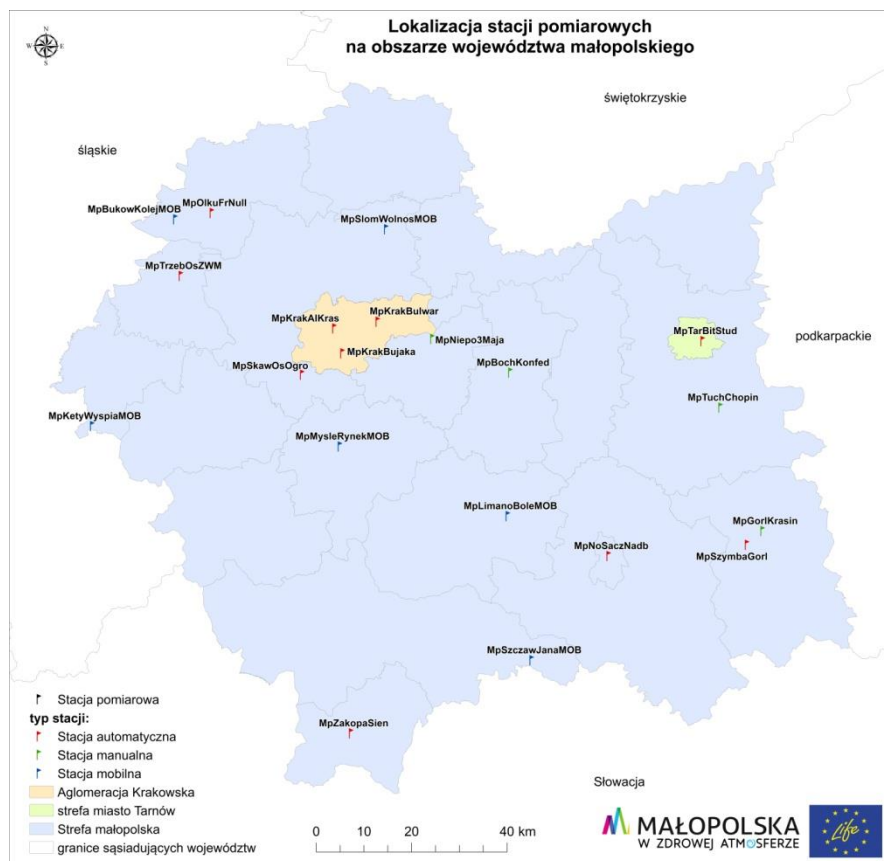 Lokalizacja stacji pomiarowych
na obszarze województwa małopolskiego
N
W
E
S
świętokrzyskie
śląskie
MpBukowKolejMOB
MpOlkuFrNull
MpSlomWolnosMOB
MpTrzebOsZWM
MpKrakAlKras
MpKrakBulwar
MpNiepo3Maja
MpTarBitStud
podkarpackie
MpKrakBujaka
MpSkawOsOgro
MpBochKonfed
MpTuchChopin
MpKetyWyspiaMOB
MpMysleRynekMOB
MpLimanoBoleMOB
MpGorlKrasin
MpNoSaczNadb
MpSzymbaGorl
MpSzczawJanaMOB
MpZakopaSien
Słowacja
Stacja pomiarowa
typ stacji:
Stacja automatyczna
Stacja manualna
Stacja mobilna
Aglomeracja Krakowska
strefa miasto Tarnów
Strefa małopolska
granice sąsiadujących województw
0 10 20 40 km
MAŁOPOLSKA
W ZDROWEJ ATMOSFERZE
Life